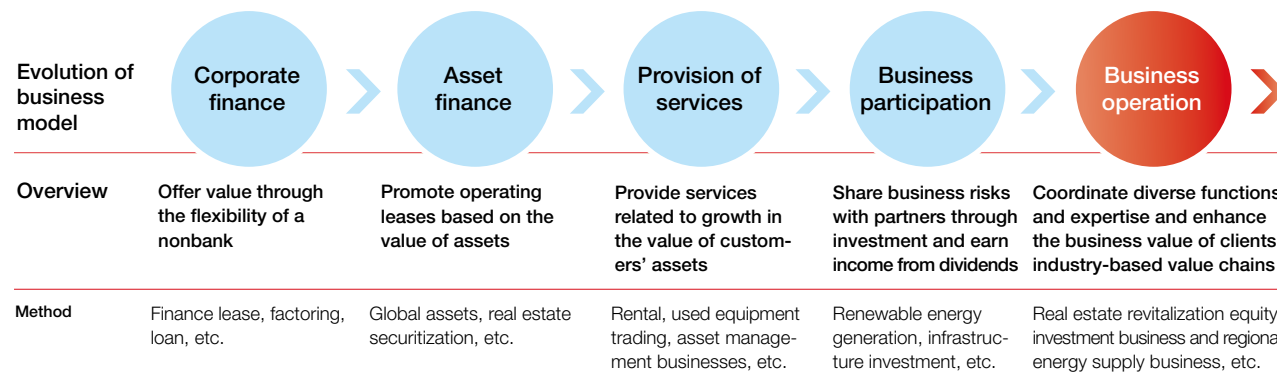 Evolution of
business
model
Corporate
finance
Asset
finance
Provision of
services
Business
participation
Business
operation
Overview
Offer value through
the flexibility of a
nonbank
Promote operating
leases based on the
value of assets
Provide services
related to growth in
the value of custom-
ers' assets
Share business risks
with partners through
investment and earn
income from dividends
Coordinate diverse functions
and expertise and enhance
the business value of clients
industry-based value chains
Method
Finance lease, factoring,
loan, etc.
Global assets, real estate
securitization, etc.
Rental, used equipment
trading, asset manage-
ment businesses, etc.
Renewable energy
generation, infrastruc-
ture investment, etc.
Real estate revitalization equity
investment business and regiona
energy supply business, etc.